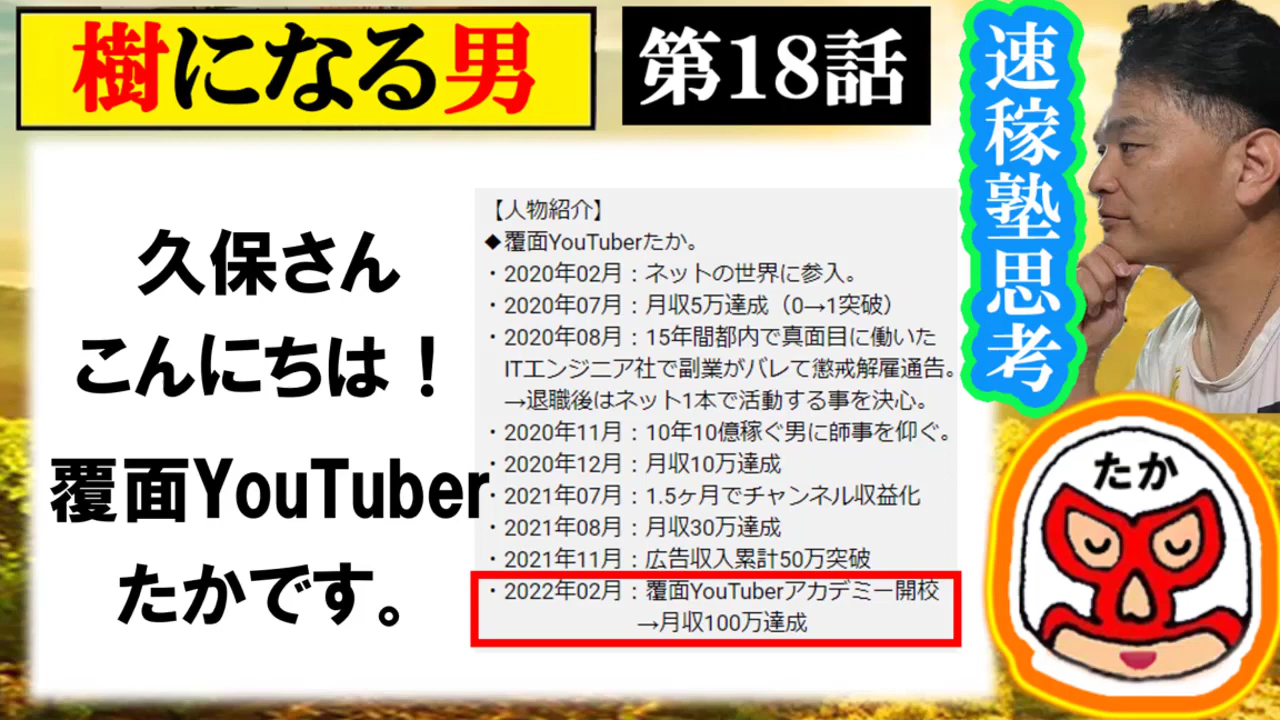 樹になる男
第18話
速稼塾思考
久保さん
こんにちは！
覆面YouTuber
たかです。
【人物紹介】
◆覆面YouTuberたか。
・2020年02月：ネットの世界に参入。
・2020年07月：月収5万達成（0→1突破）
・2020年08月：15年間都内で真面目に働いた
ITエンジニア社で副業がバレて懲戒解雇通告。
→退職後はネット1本で活動する事を決心。
・2020年11月：10年10億稼ぐ男に師事を仰ぐ。
・2020年12月：月収10万達成
・2021年07月：1.5ヶ月でチャンネル収益化
・2021年08月：月収30万達成
・2021年11月：広告収入累計50万突破
・2022年02月：覆面YouTuberアカデミー開校
→月収100万達成
たか